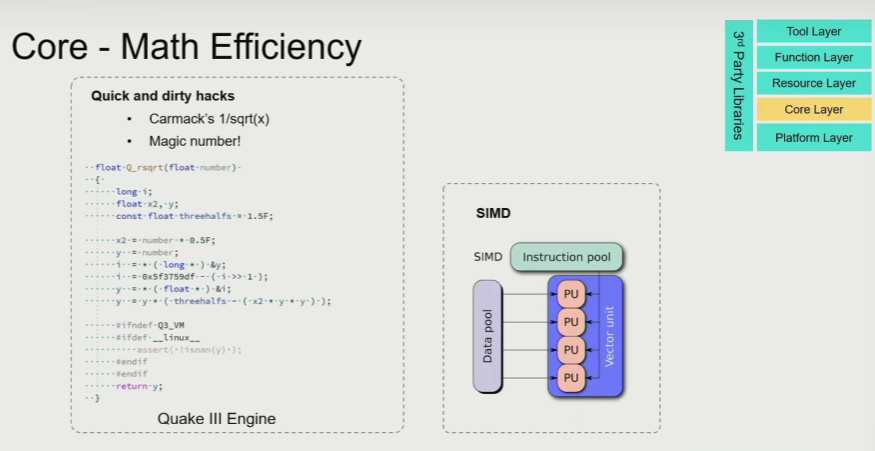 Core - Math Efficiency
Quick and dirty hacks
• Carmack's 1/sqrt(x)
• Magic number!
float Q_rsqrt(float number)
{
long i;
float x2, y;
const float threehalfs = 1.5F;
x2 = number * 0.5F;
y = number;
i = * ( long * ) &y;
i = 0x5f3759df - ( i >> 1 );
y = * ( float * ) &i;
y = y * ( threehalfs - ( x2 * y * y ) );
#ifndef Q3_VM
#ifdef __linux__
assert( !isnan(y) );
#endif
#endif
return y;
}
Quake III Engine
SIMD
SIMD
Instruction pool
Data pool
PU
PU
PU
PU
Vector unit
3rd Party Libraries
Tool Layer
Function Layer
Resource Layer
Core Layer
Platform Layer